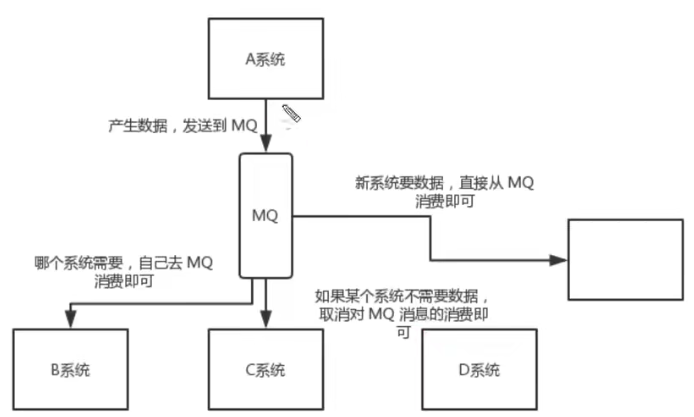 A系统
产生数据，发送到 MQ
MQ
新系统要数据，直接从 MQ
消费即可
哪个系统需要，自己去 MQ
消费即可
如果某个系统不需要数据，
取消对 MQ 消息的消费即
可
B系统
C系统
D系统